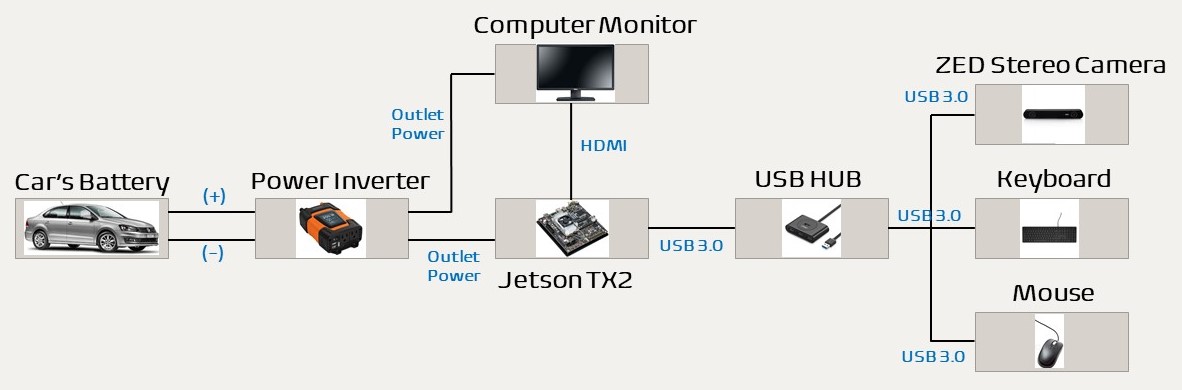 Computer Monitor
ZED Stereo Camera
USB 3.0
Outlet
Power
HDMI
Car's Battery
(+)
Power Inverter
USB HUB
Keyboard
USB 3.0
(−)
Outlet
Power
USB 3.0
Jetson TX2
Mouse
USB 3.0